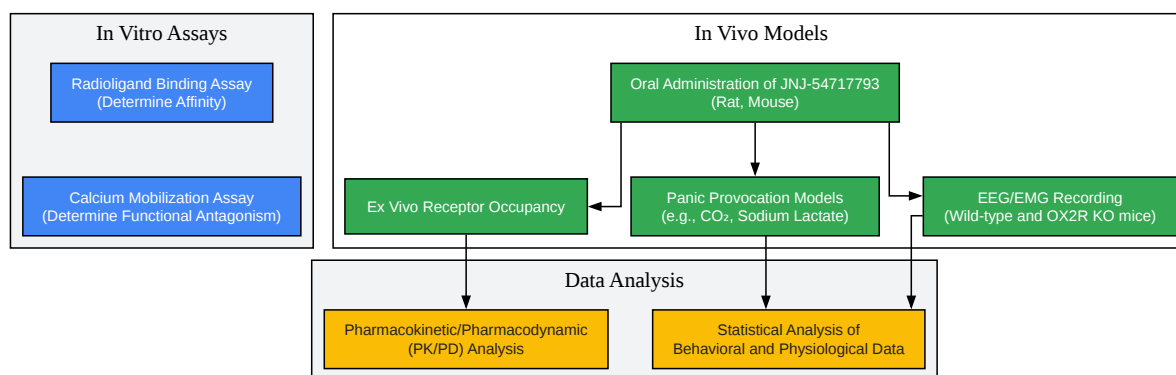 In Vitro Assays
Radioligand Binding Assay
(Determine Affinity)
Calcium Mobilization Assay
(Determine Functional Antagonism)
In Vivo Models
Oral Administration of JNJ-54717793
(Rat, Mouse)
Ex Vivo Receptor Occupancy
Panic Provocation Models
(e.g., CO₂, Sodium Lactate)
EEG/EMG Recording
(Wild-type and OX2R KO mice)
Data Analysis
Pharmacokinetic/Pharmacodynamic
(PK/PD) Analysis
Statistical Analysis of
Behavioral and Physiological Data